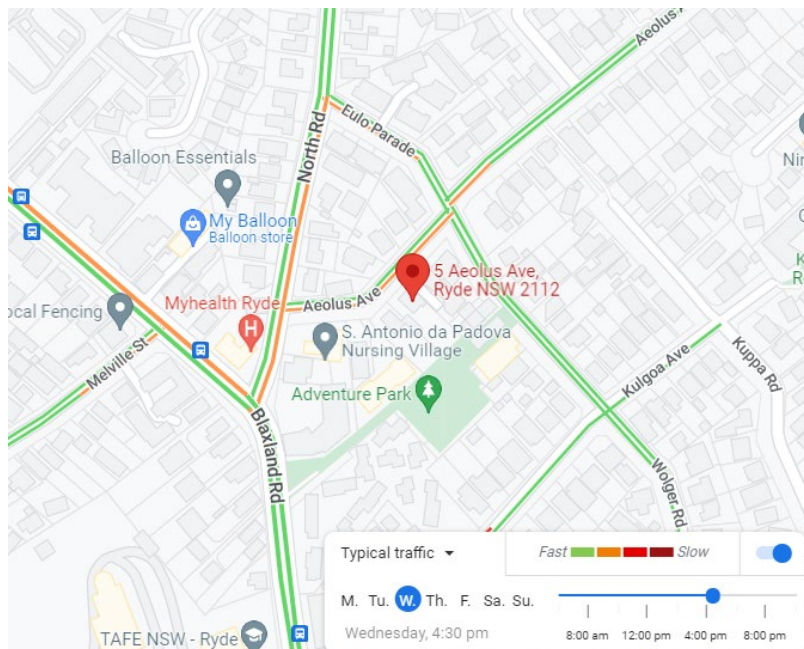 Aeolus A
Eulo Parade
North Rd
Balloon Essentials
Nin
My Balloon
Balloon store
5 Aeolus Ave,
Ryde NSW 2112
K
R
Aeolus Ave
Myhealth Ryde
H
ocal Fencing
S. Antonio da Padova
Nursing Village
Melville St
Kulgoa Ave
Kuppa Rd
Adventure Park
Blaxland Rd
Wolger Rd
Typical traffic
Fast
Slow
M. Tu. W. Th. F. Sa. Su.
Wednesday, 4:30 pm
8:00 am 12:00 pm 4:00 pm 8:00 pm
TAFE NSW - Ryde